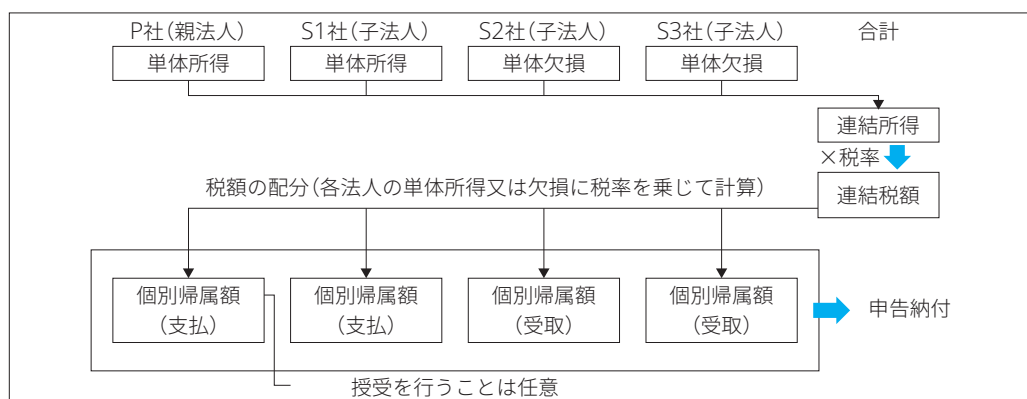 P社（親法人） S1社（子法人） S2社（子法人） S3社（子法人） 合計
単体所得 単体所得 単体欠損 単体欠損
連結所得
×税率
税額の配分（各法人の単体所得又は欠損に税率を乗じて計算）
連結税額
個別帰属額 個別帰属額 個別帰属額 個別帰属額
（支払） （支払） （受取） （受取）
申告納付
授受を行うことは任意